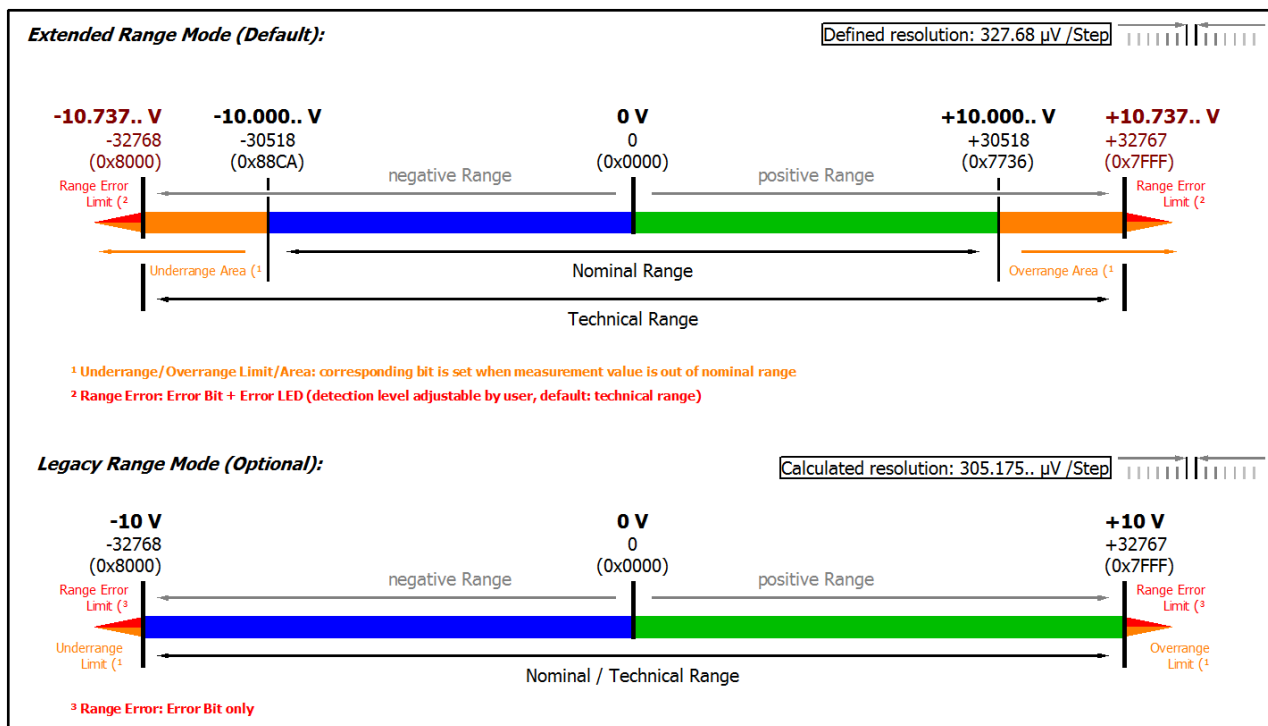 Extended Range Mode (Default):
Defined resolution: 327.68 µV /Step
-10.737.. V
-10.000.. V
0 V
+10.000.. V
+10.737.. V
-32768
-30518
0
+30518
+32767
(0x8000)
(0x88CA)
(0x0000)
(0x7736)
(0x7FFF)
Range Error
Limit (²
negative Range
positive Range
Range Error
Limit (²
Underrange Area (¹
Nominal Range
Overrange Area (¹
Technical Range
¹ Underrange/Overrange Limit/Area: corresponding bit is set when measurement value is out of nominal range
² Range Error: Error Bit + Error LED (detection level adjustable by user, default: technical range)
Legacy Range Mode (Optional):
Calculated resolution: 305.175.. µV /Step
-10 V
0 V
+10 V
-32768
0
+32767
(0x8000)
(0x0000)
(0x7FFF)
Range Error
Limit (³
negative Range
positive Range
Range Error
Limit (³
Underrange
Limit (¹
Overrange
Limit (¹
Nominal / Technical Range
³ Range Error: Error Bit only